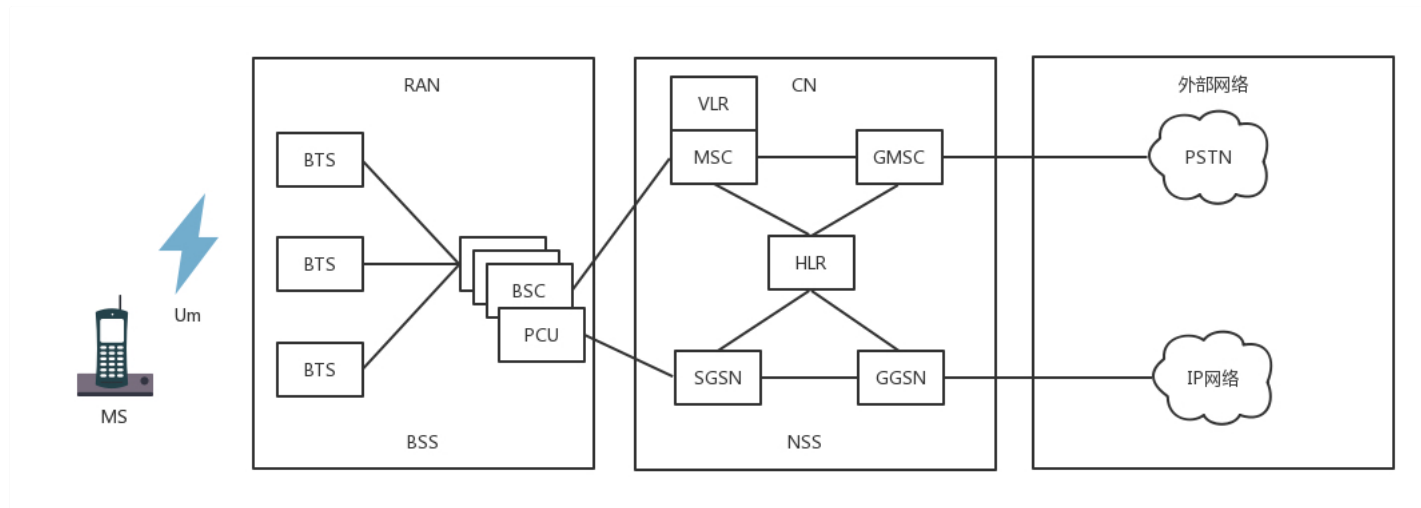 RAN
CN
外部网络
VLR
BTS
MSC
GMSC
PSTN
BTS
HLR
BSC
Um
PCU
BTS
SGSN
GGSN
IP网络
MS
BSS
NSS